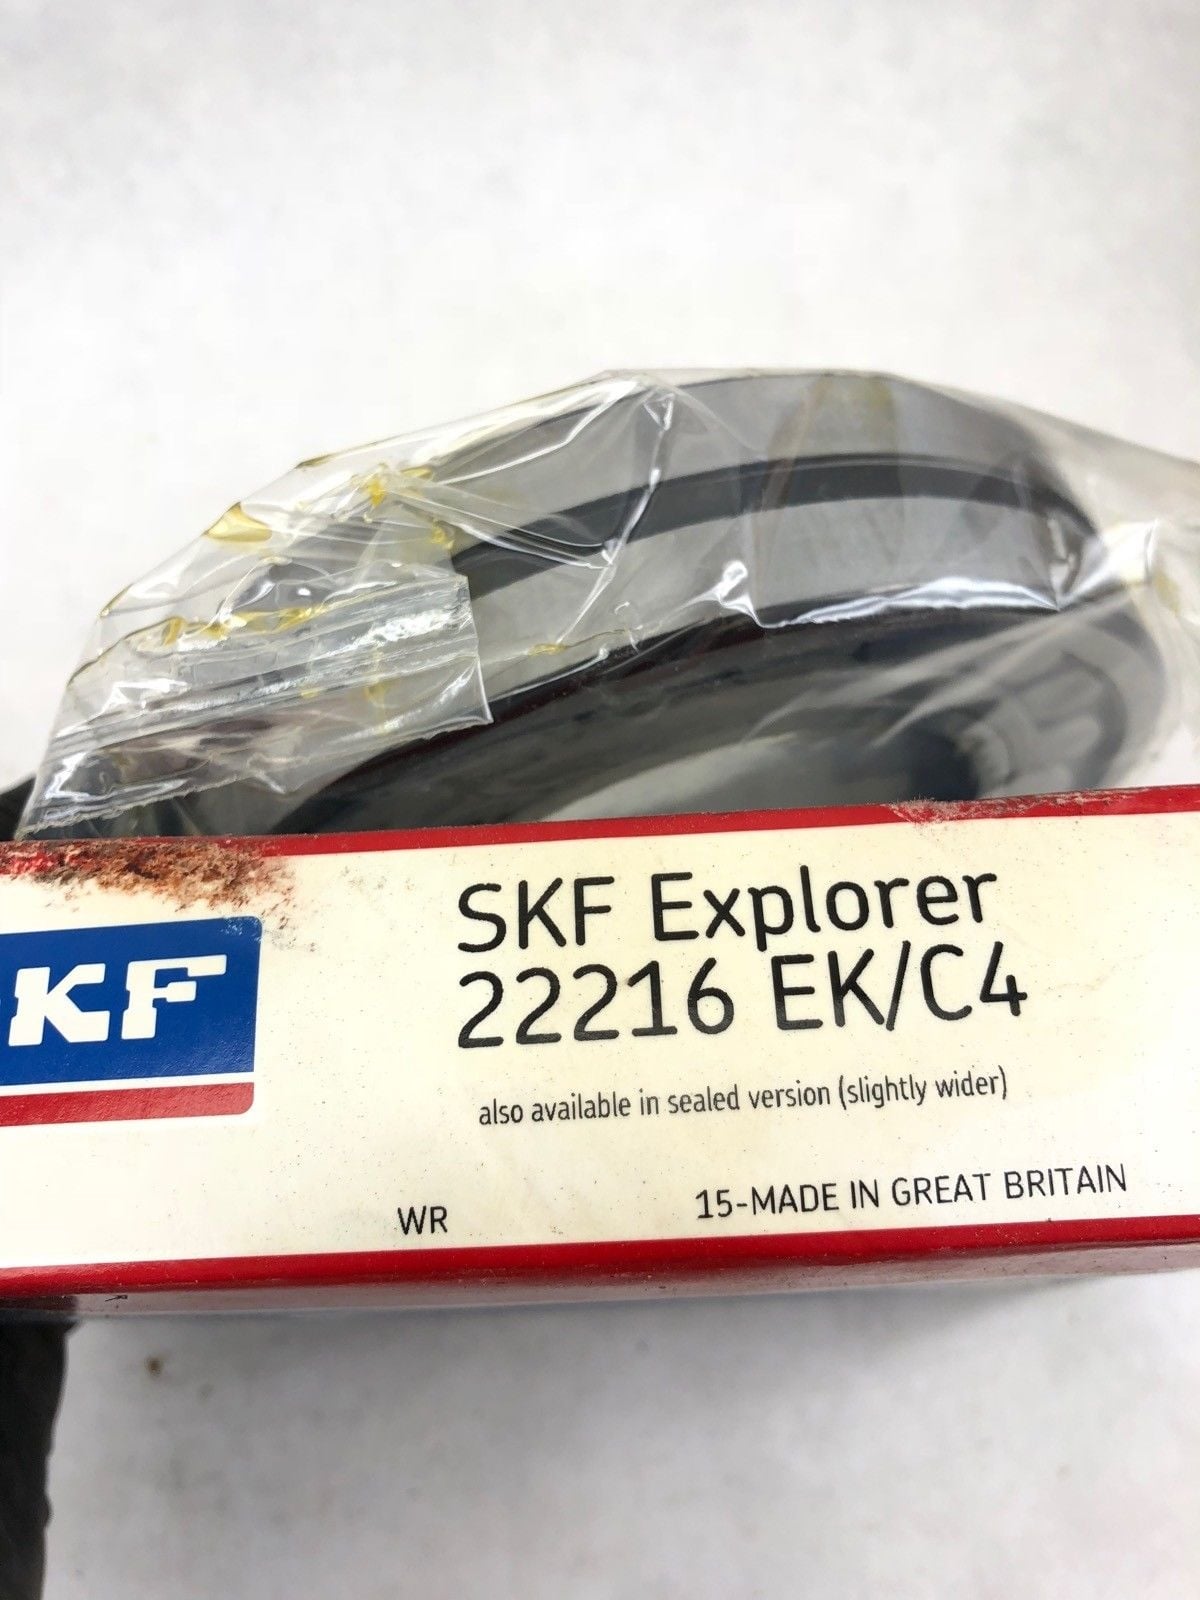 SKF Explorer
22216 EK/C4
also available in sealed version (slightly wider)
SKF
WR
15-MADE IN GREAT BRITAIN